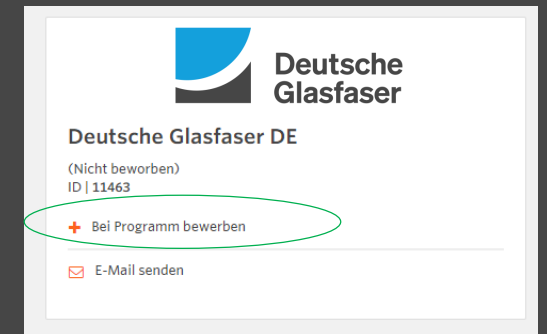 Deutsche
Glasfaser
Deutsche Glasfaser DE
(Nicht beworben)
ID | 11463
Bei Programm bewerben
E-Mail senden